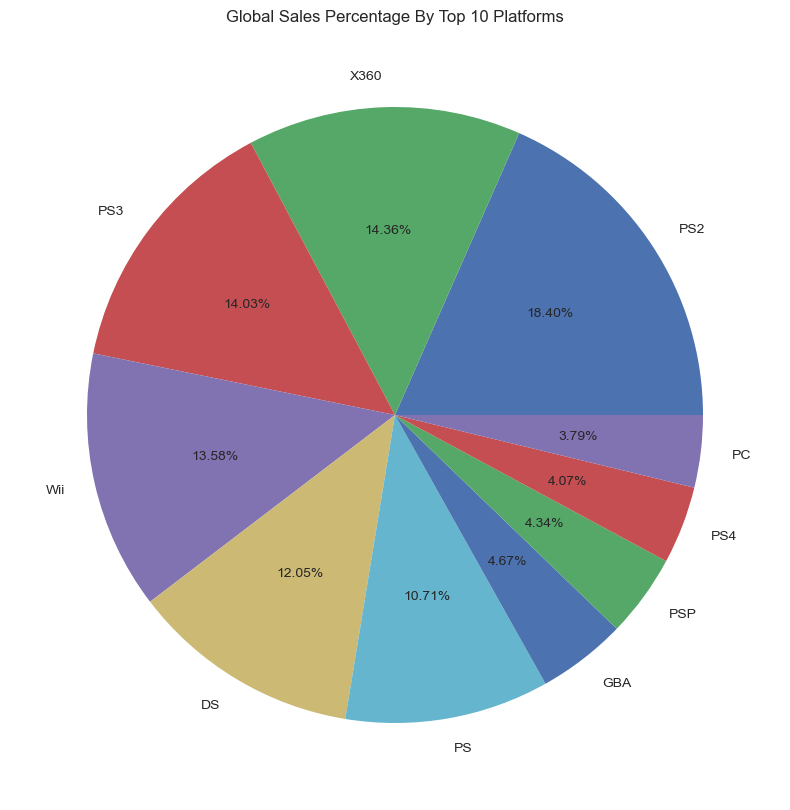 Global Sales Percentage By Top 10 Platforms
X360
PS3
PS2
14.36%
14.03%
18.40%
3.79%
13.58%
PC
4.07%
Wii
4.34%
PS4
4.67%
12.05%
10.71%
PSP
GBA
DS
PS